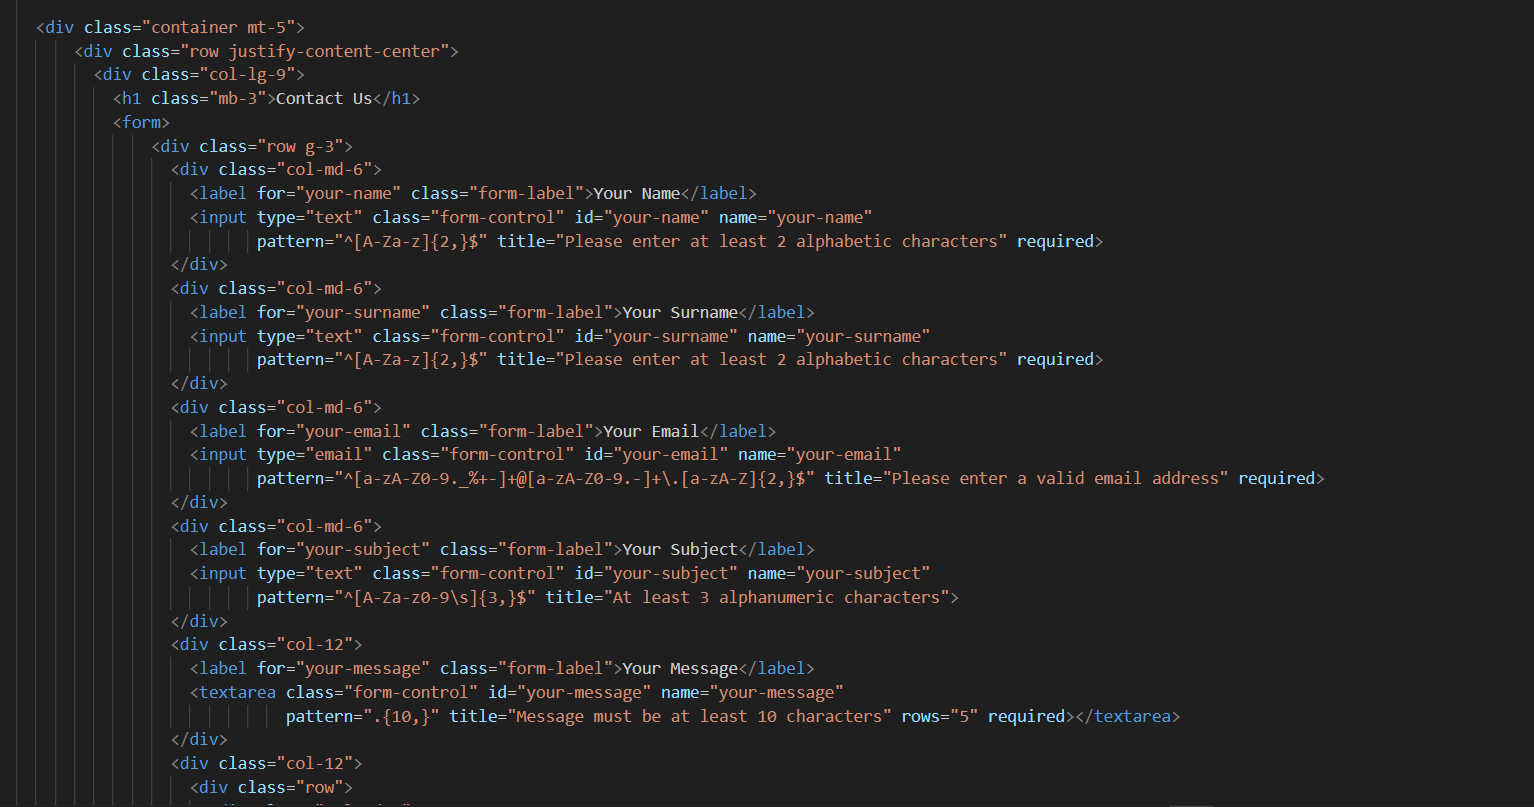 <div class="container mt-5">
<div class="row justify-content-center">
<div class="col-lg-9">
<h1 class="mb-3">Contact Us</h1>
<form>
<div class="row g-3">
<div class="col-md-6">
<label for="your-name" class="form-label">Your Name</label>
<input type="text" class="form-control" id="your-name" name="your-name"
pattern="^[A-Za-z]{2,}$" title="Please enter at least 2 alphabetic characters" required>
</div>
<div class="col-md-6">
<label for="your-surname" class="form-label">Your Surname</label>
<input type="text" class="form-control" id="your-surname" name="your-surname"
pattern="^[A-Za-z]{2,}$" title="Please enter at least 2 alphabetic characters" required>
</div>
<div class="col-md-6">
<label for="your-email" class="form-label">Your Email</label>
<input type="email" class="form-control" id="your-email" name="your-email"
pattern="^[a-zA-Z0-9._%+-]+@[a-zA-Z0-9.-]+\.[a-zA-Z]{2,}$" title="Please enter a valid email address" required>
</div>
<div class="col-md-6">
<label for="your-subject" class="form-label">Your Subject</label>
<input type="text" class="form-control" id="your-subject" name="your-subject"
pattern="^[A-Za-z0-9\s]{3,}$" title="At least 3 alphanumeric characters">
</div>
<div class="col-12">
<label for="your-message" class="form-label">Your Message</label>
<textarea class="form-control" id="your-message" name="your-message"
pattern=".{10,}" title="Message must be at least 10 characters" rows="5" required></textarea>
</div>
<div class="col-12">
<div class="row">